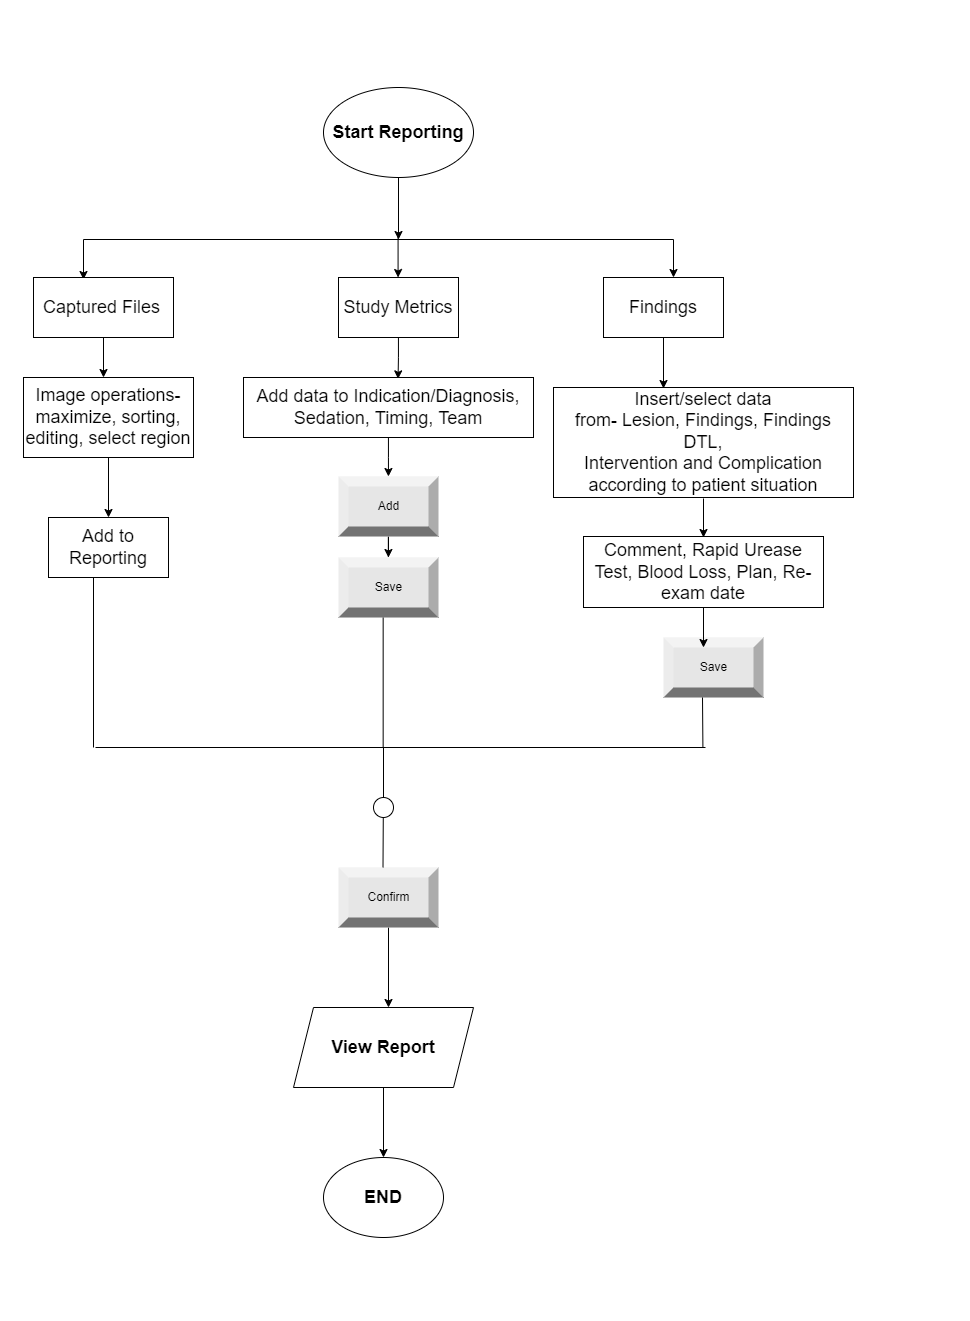 Start Reporting
Captured Files
Study Metrics
Findings
Image operations-
maximize, sorting,
editing, select region
Add data to Indication/Diagnosis,
Sedation, Timing, Team
Insert/select data
from- Lesion, Findings, Findings
DTL,
Intervention and Complication
according to patient situation
Add
Add to
Reporting
Save
Comment, Rapid Urease
Test, Blood Loss, Plan, Re-
exam date
Save
Confirm
View Report
END